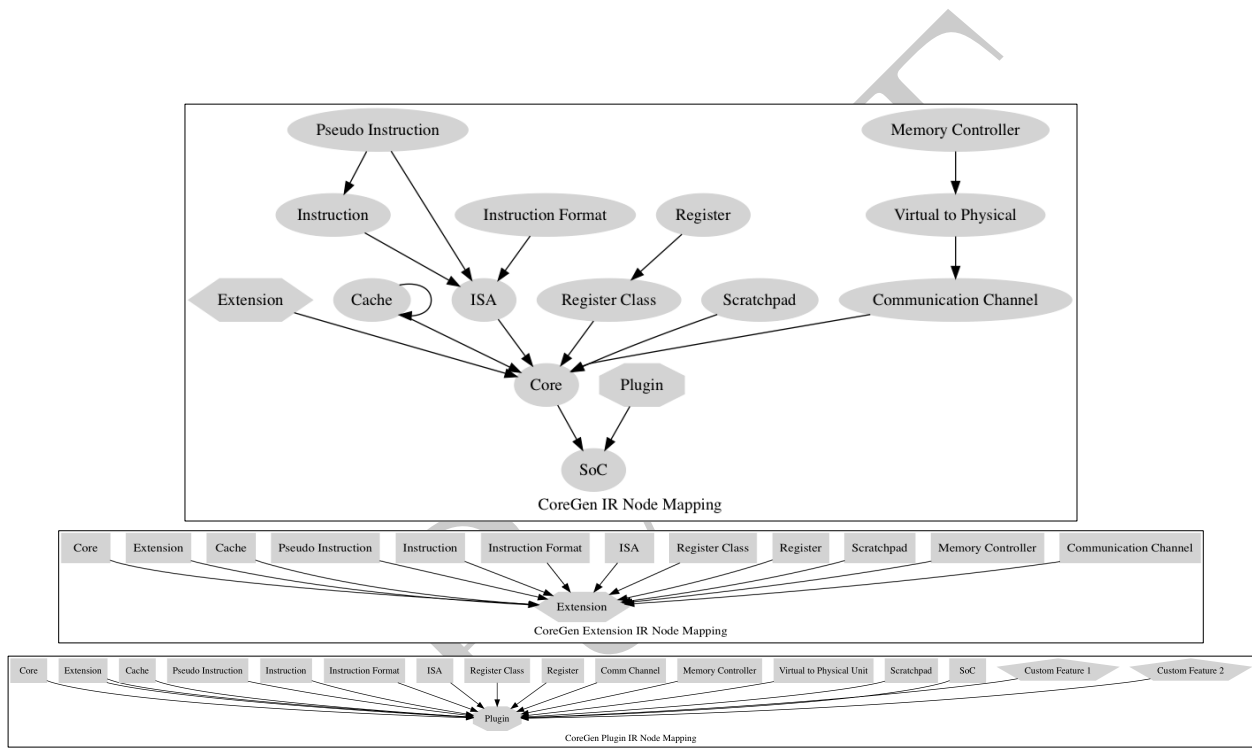 Pseudo Instruction
Memory Controller
Instruction
Instruction Format
Register
Virtual to Physical
Extension
Cache
ISA
Register Class
Scratchpad
Communication Channel
Core
Plugin
SoC
CoreGen IR Node Mapping
Core
Extension
Cache
Pseudo Instruction
Instruction
Instruction Format
ISA
Register Class
Register
Scratchpad
Memory Controller
Communication Channel
Extension
CoreGen Extension IR Node Mapping
Core
Extension
Cache
Pseudo Instruction
Instruction
Instruction Format
ISA
Register Class
Register
Comm Channel
Memory Controller
Virtual to Physical Unit
Scratchpad
SoC
Custom Feature 1
Custom Feature 2
Plugin
CoreGen Plugin IR Node Mapping